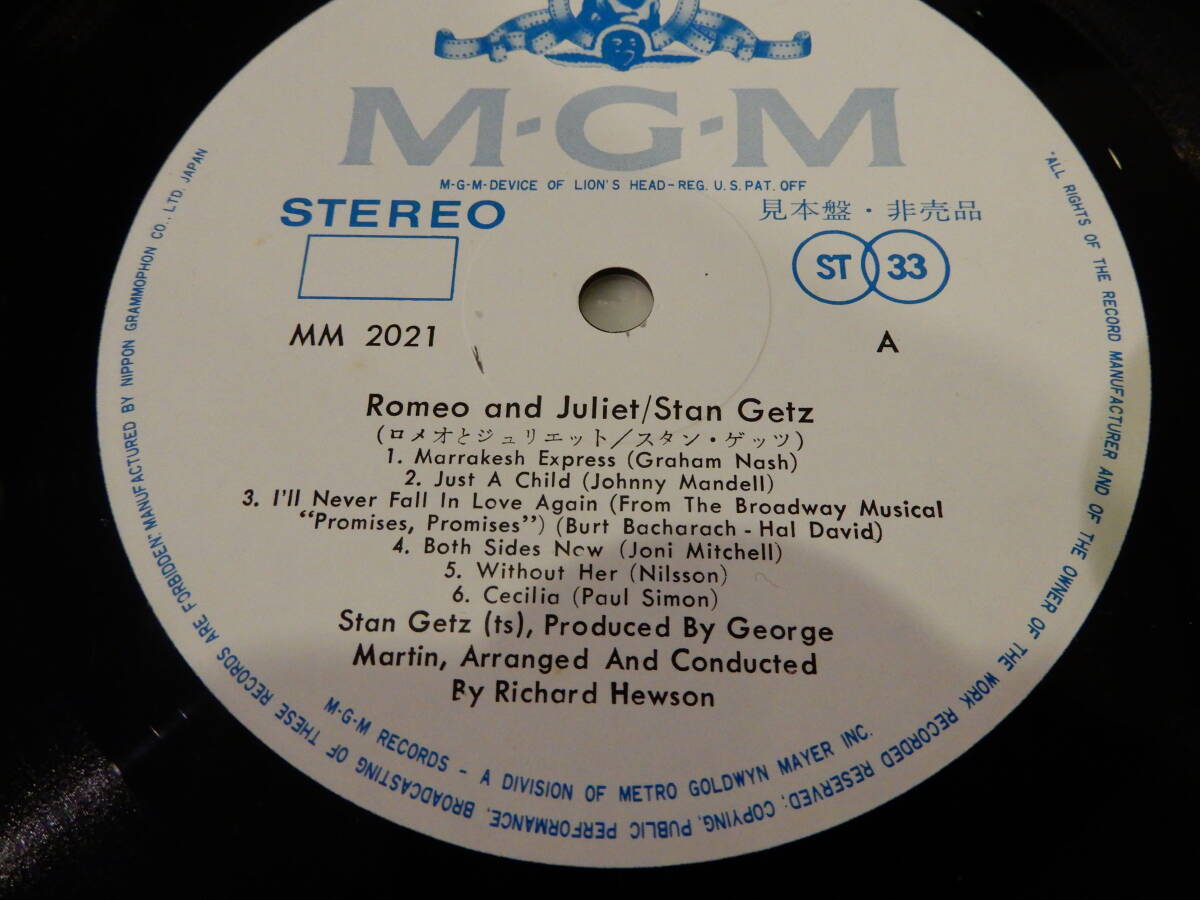 M-G-M
M-G-M-DEVICE OF LION'S HEAD-REG. U.S. PAT. OFF
STEREO
見本盤・非売品
ST 33
MM 2021
A
Romeo and Juliet/Stan Getz
(ロメオとジュリエット/スタン・ゲッツ)
1. Marrakesh Express (Graham Nash)
2. Just A Child (Johnny Mandell)
3. I'll Never Fall In Love Again (From The Broadway Musical
"Promises, Promises") (Burt Bacharach - Hal David)
4. Both Sides Now (Joni Mitchell)
5. Without Her (Nilsson)
6. Cecilia (Paul Simon)
Stan Getz (ts), Produced By George
Martin, Arranged And Conducted
By Richard Hewson
M-G-M RECORDS - A DIVISION OF METRO GOLDWYN MAYER INC.
"ALL RIGHTS OF THE RECORD MANUFACTURER AND OF THE OWNER OF THE WORK RECORDED RESERVED; COPYING, PUBLIC PERFORMANCE, BROADCASTING OF THESE RECORDS ARE FORBIDDEN." MANUFACTURED BY NIPPON GRAMMOPHON CO., LTD. JAPAN